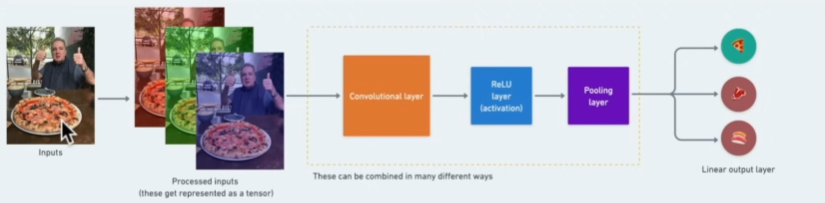 Inputs
Processed inputs
(these get represented as a tensor)
Convolutional layer
ReLU
layer
(activation)
Pooling
layer
These can be combined in many different ways
Linear output layer